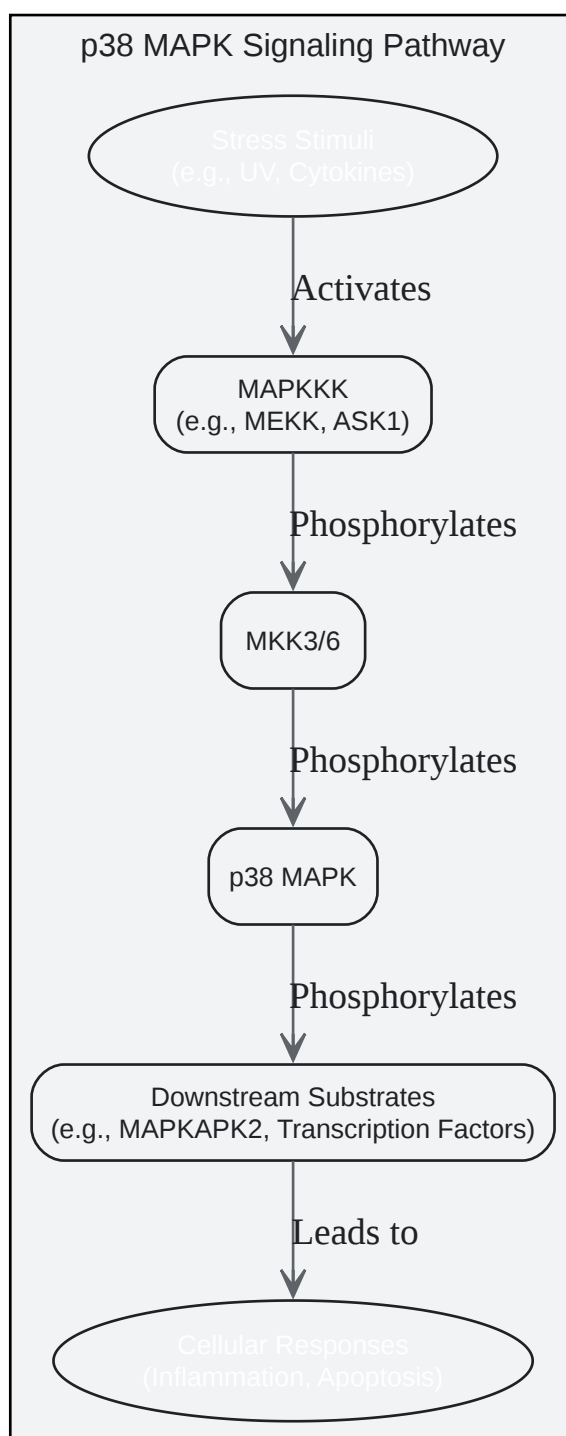 p38 MAPK Signaling Pathway
Stress Stimuli
(e.g., UV, Cytokines)
Activates
MAPKKK
(e.g., MEKK, ASK1)
Phosphorylates
MKK3/6
Phosphorylates
p38 MAPK
Phosphorylates
Downstream Substrates
(e.g., MAPKAPK2, Transcription Factors)
Leads to
Cellular Responses
(Inflammation, Apoptosis)